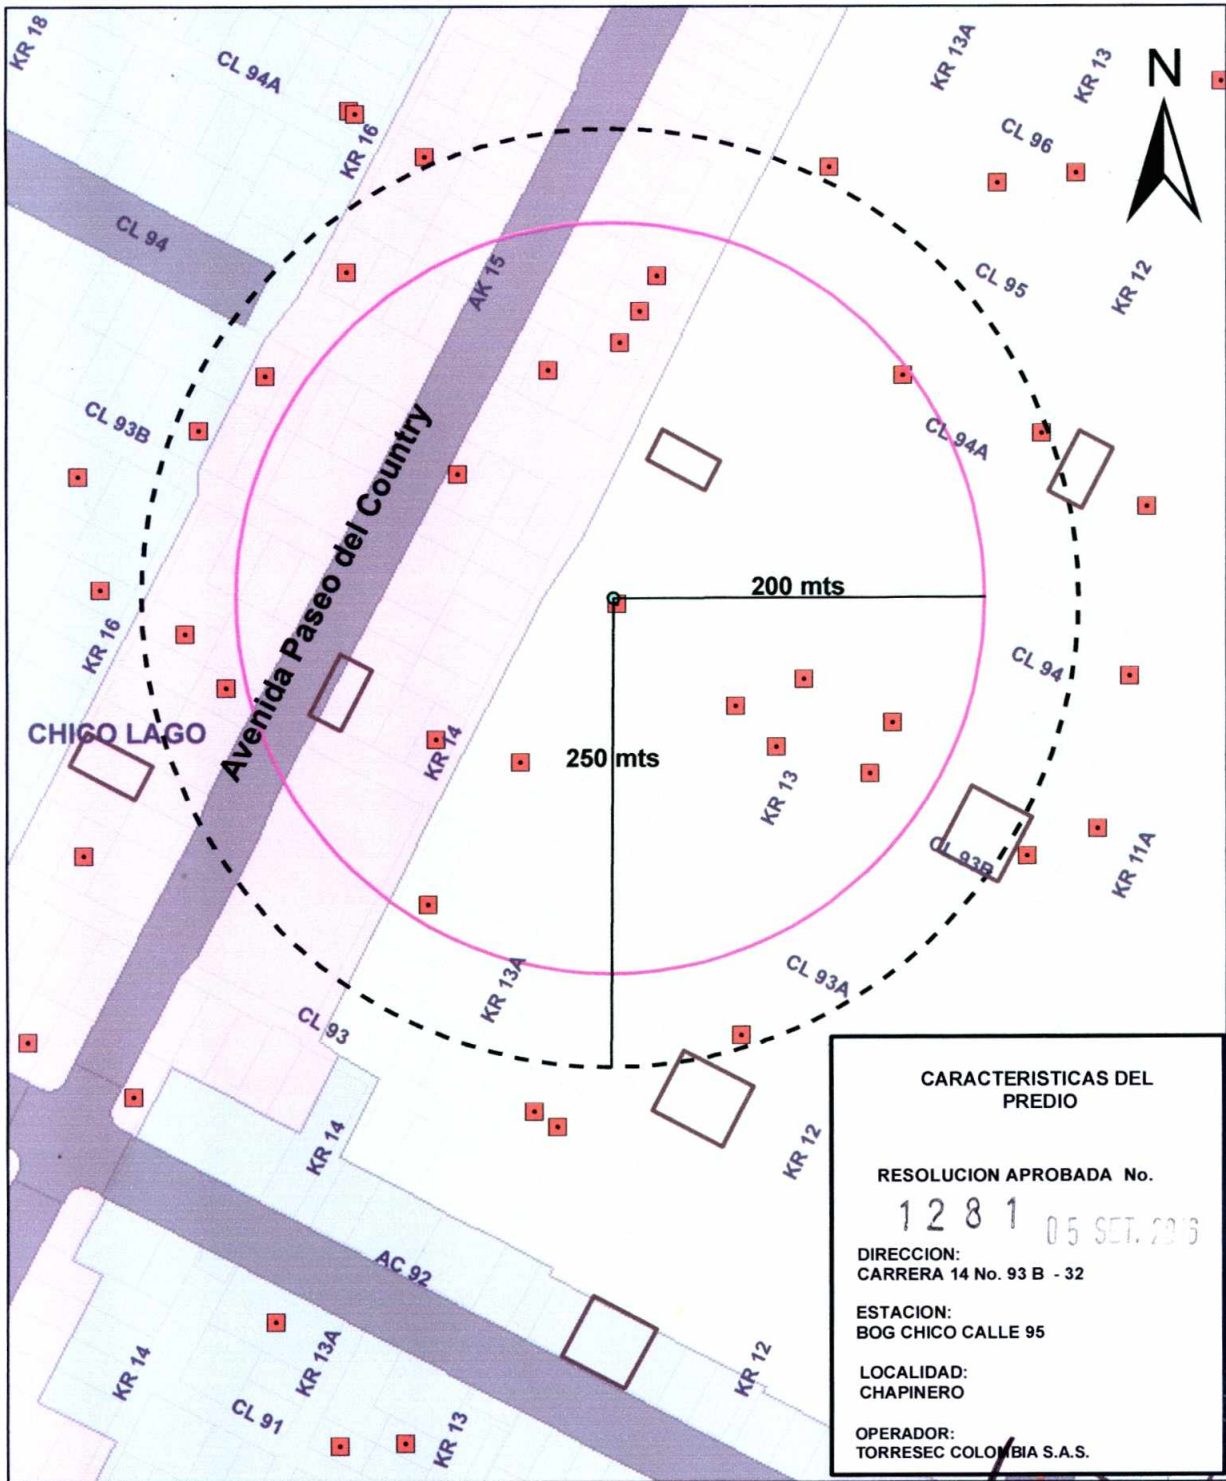 KR 18
CL 94A
KR 16
KR 13A
KR 13
N
CL 96
CL 94
AK 15
CL 95
KR 12
CL 93B
Avenida Paseo del Country
CL 94A
200 mts
KR 16
CL 94
CHICO LAGO
KR 14
250 mts
KR 13
CL 93B
KR 11A
KR 13A
CL 93A
CL 93
KR 14
KR 12
AC 92
KR 14
KR 13A
KR 12
CL 91
KR 13
CARACTERISTICAS DEL
PREDIO
RESOLUCION APROBADA No.
1281 05 SET.
DIRECCION:
CARRERA 14 No. 93 B - 32
ESTACION:
BOG CHICO CALLE 95
LOCALIDAD:
CHAPINERO
OPERADOR:
TORRESEC COLOMBIA S.A.S.